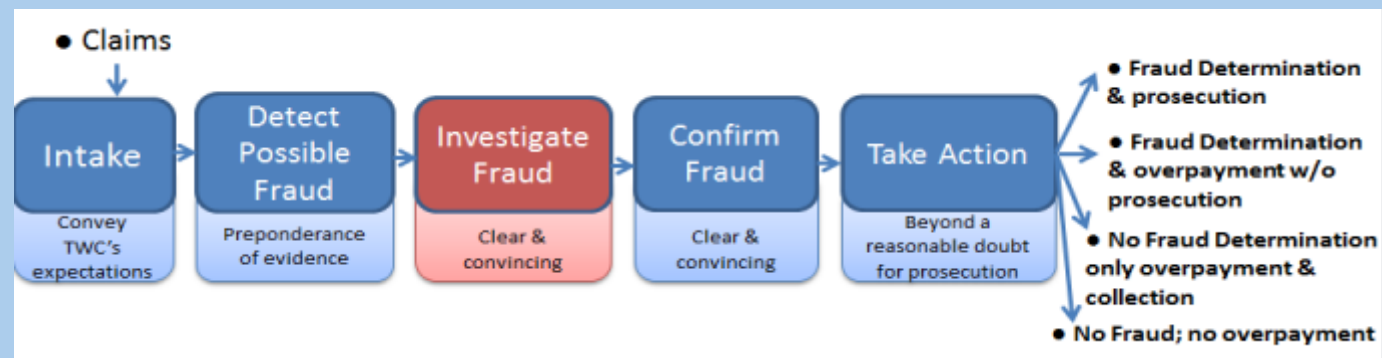 ● Claims
Intake
Convey
TWC's
expectations
Detect
Possible
Fraud
Preponderance
of evidence
Investigate
Fraud
Clear &
convincing
Confirm
Fraud
Clear &
convincing
Take Action
Beyond a
reasonable doubt
for prosecution
● Fraud Determination
& prosecution
● Fraud Determination
& overpayment w/o
prosecution
● No Fraud Determination
only overpayment &
collection
● No Fraud; no overpayment